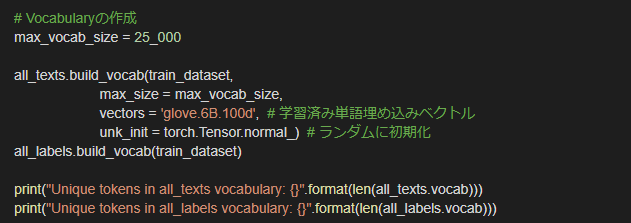 # Vocabularyの作成
max_vocab_size = 25_000
all_texts.build_vocab(train_dataset,
max_size = max_vocab_size,
vectors = 'glove.6B.100d',  # 学習済み単語埋め込みベクトル
unk_init = torch.Tensor.normal_)  # ランダムに初期化
all_labels.build_vocab(train_dataset)
print("Unique tokens in all_texts vocabulary: {}".format(len(all_texts.vocab)))
print("Unique tokens in all_labels vocabulary: {}".format(len(all_labels.vocab)))